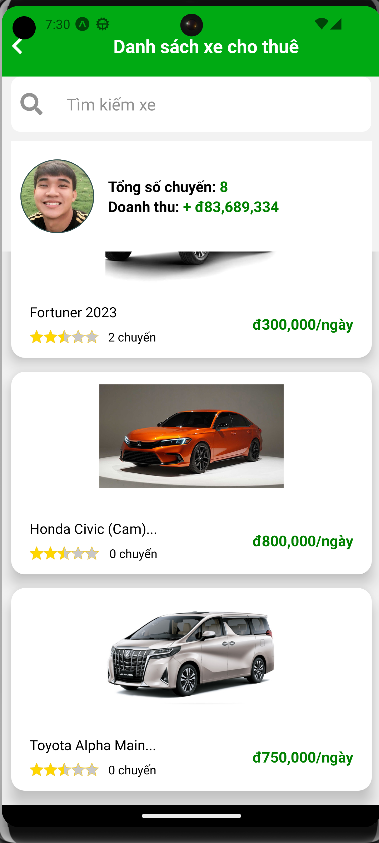 7:30
Danh sách xe cho thuê
Tìm kiếm xe
Tổng số chuyến: 8
Doanh thu: + đ83,689,334
Fortuner 2023
2 chuyến
đ300,000/ngày
Honda Civic (Cam)...
0 chuyến
đ800,000/ngày
Toyota Alpha Main...
0 chuyến
đ750,000/ngày